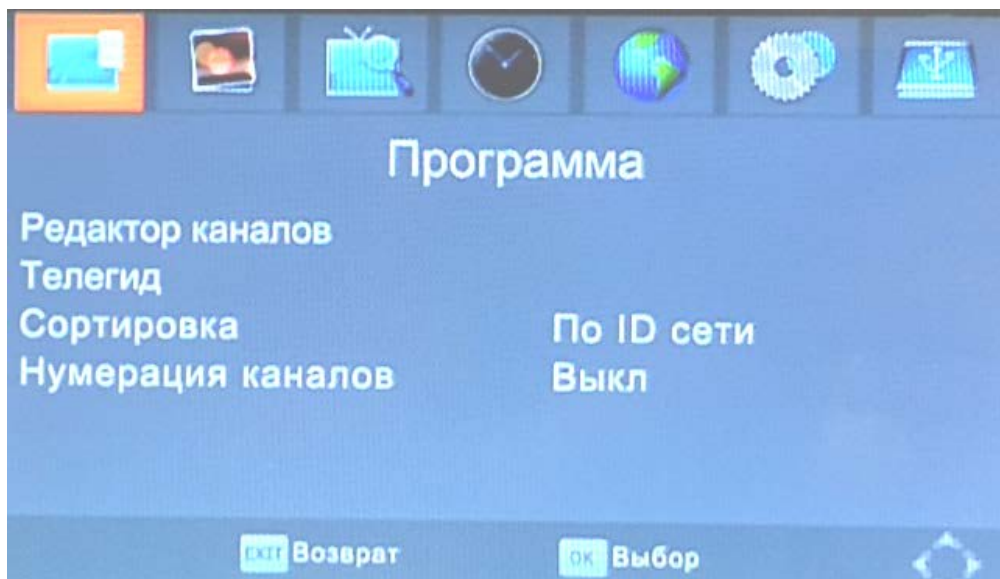 Программа
Редактор каналов
Телегид
Сортировка По ID сети
Нумерация каналов Выкл
EXIT Возврат OK Выбор